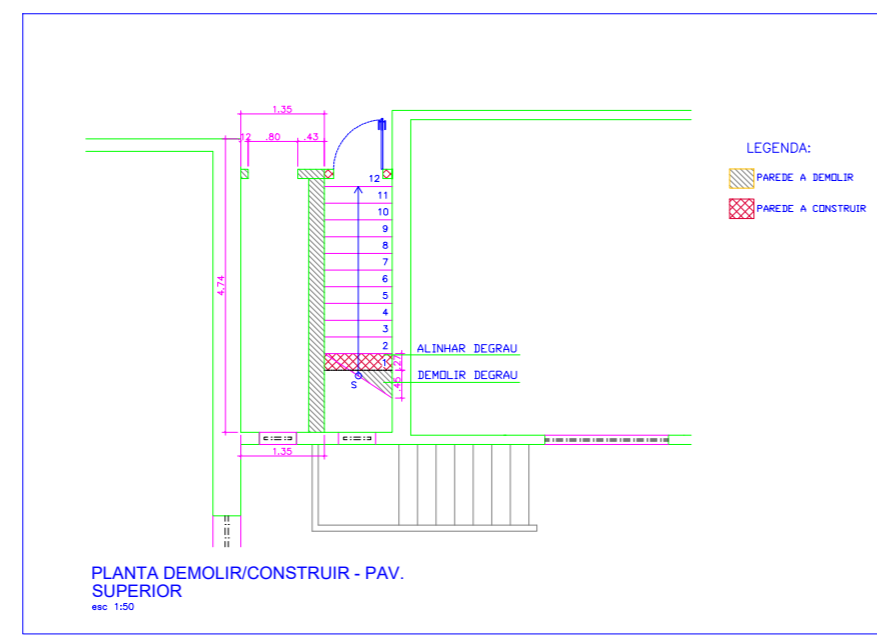 1.35
.12 .80 .43
LEGENDA:
PAREDE A DEMOLIR
PAREDE A CONSTRUIR
12
11
10
9
8
7
6
5
4
3
2
1
4.74
ALINHAR DEGRAU
.27
DEMOLIR DEGRAU
.45
S
1.35
PLANTA DEMOLIR/CONSTRUIR - PAV.
SUPERIOR
esc 1:50